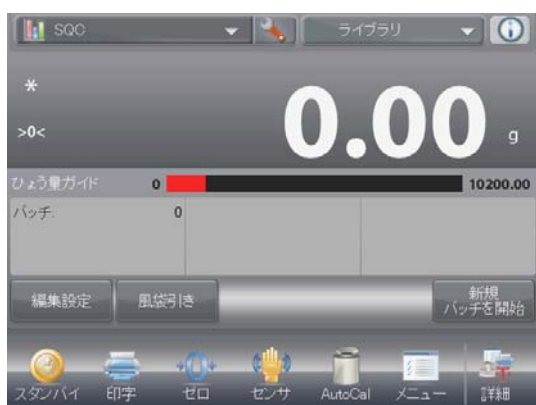 SQC ライブラリ
*
>0<
0.00 g
ひょう量ガイド 0 10200.00
バッチ: 0
編集設定 風袋引き 新規
バッチを開始
スタンバイ 印字 ゼロ センサ AutoCal メニュー 詳細